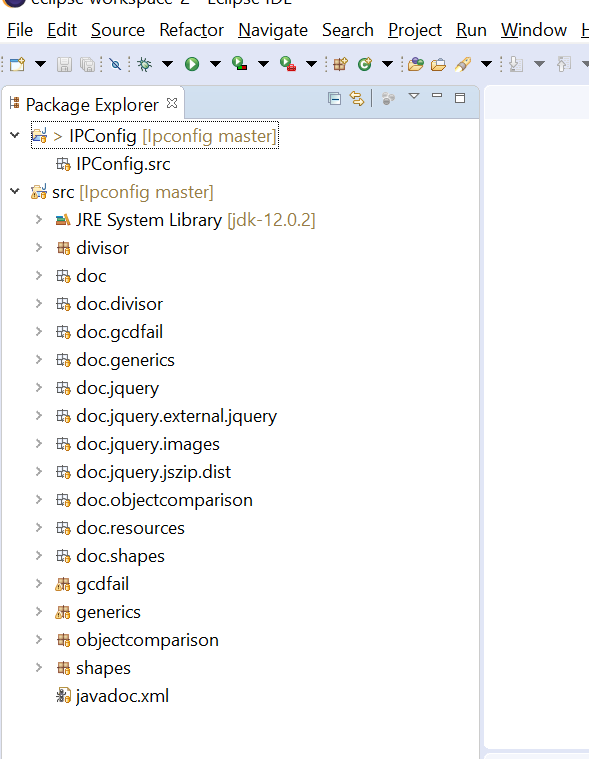 eclipse-workspace-2 - Eclipse IDE
File Edit Source Refactor Navigate Search Project Run Window
Package Explorer
> IPConfig [Ipconfig master]
IPConfig.src
src [Ipconfig master]
JRE System Library [jdk-12.0.2]
divisor
doc
doc.divisor
doc.gcdfail
doc.generics
doc.jquery
doc.jquery.external.jquery
doc.jquery.images
doc.jquery.jszip.dist
doc.objectcomparison
doc.resources
doc.shapes
gcdfail
generics
objectcomparison
shapes
javadoc.xml